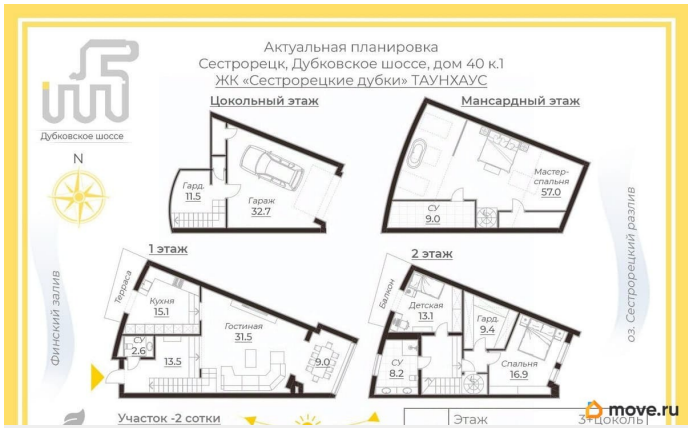 Актуальная планировка
Сестрорецк, Дубковское шоссе, дом 40 к.1
ЖК «Сестрорецкие дубки» ТАУНХАУС
Дубковское шоссе
N
Цокольный этаж
Гард.
11.5
Гараж
32.7
Мансардный этаж
Мастер-
спальня
57.0
СУ
9.0
Финский залив
оз. Сестрорецкий разлив
1 этаж
Терраса
Кухня
15.1
Гостиная
31.5
СУ
2.6
13.5
9.0
2 этаж
Балкон
Детская
13.1
Гард.
9.4
СУ
8.2
Спальня
16.9
Участок -2 сотки
Этаж
3+цоколь
move.ru